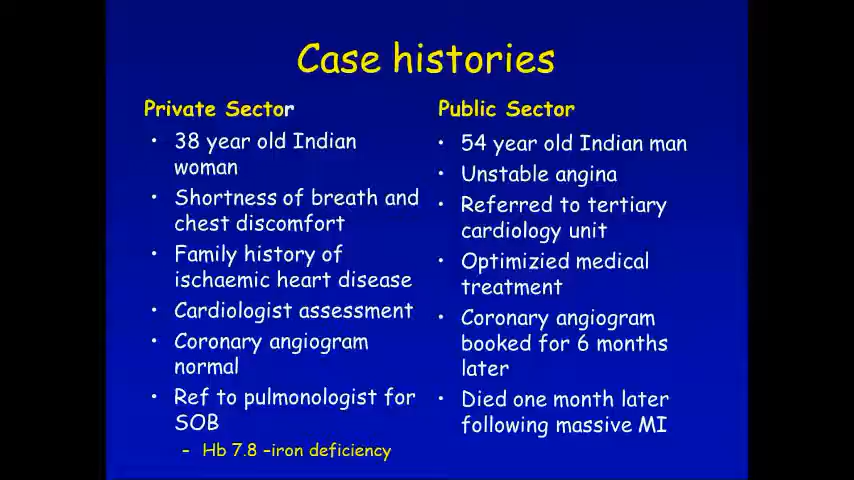 Case histories
Private Sector
• 38 year old Indian
woman
• Shortness of breath and
chest discomfort
• Family history of
ischaemic heart disease
• Cardiologist assessment
• Coronary angiogram
normal
• Ref to pulmonologist for
SOB
– Hb 7.8 –iron deficiency
Public Sector
• 54 year old Indian man
• Unstable angina
• Referred to tertiary
cardiology unit
• Optimizied medical
treatment
• Coronary angiogram
booked for 6 months
later
• Died one month later
following massive MI